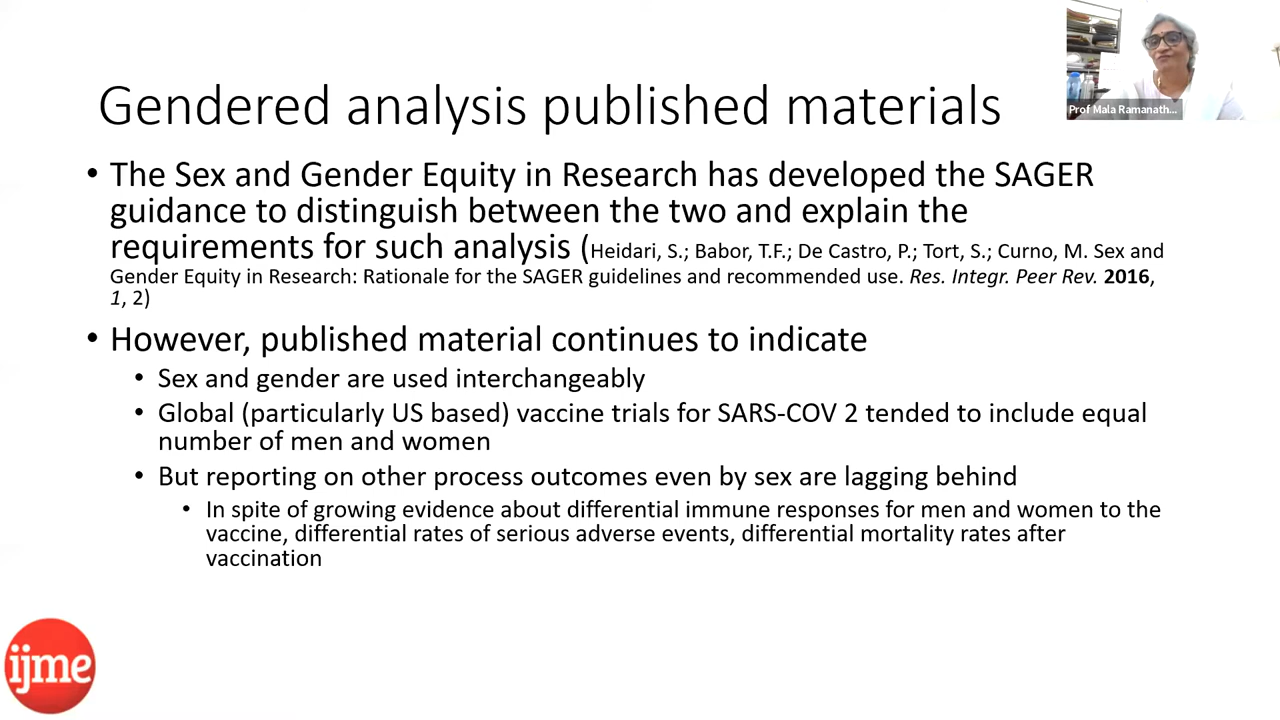 Gendered analysis published materials
Prof Mala Ramanath...
• The Sex and Gender Equity in Research has developed the SAGER
guidance to distinguish between the two and explain the
requirements for such analysis (Heidari, S.; Babor, T.F.; De Castro, P.; Tort, S.; Curno, M. Sex and
Gender Equity in Research: Rationale for the SAGER guidelines and recommended use. Res. Integr. Peer Rev. 2016,
1, 2)
• However, published material continues to indicate
• Sex and gender are used interchangeably
• Global (particularly US based) vaccine trials for SARS-COV 2 tended to include equal
number of men and women
• But reporting on other process outcomes even by sex are lagging behind
• In spite of growing evidence about differential immune responses for men and women to the
vaccine, differential rates of serious adverse events, differential mortality rates after
vaccination
ijme